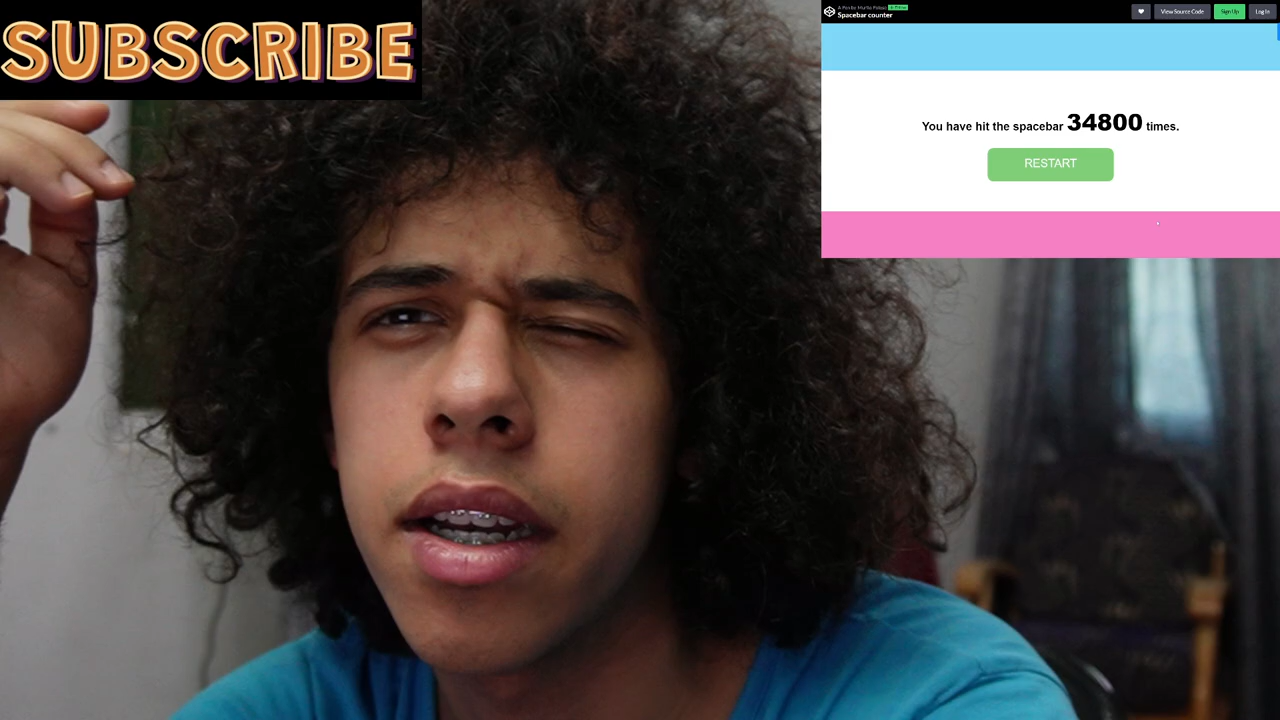 SUBSCRIBE
Spacebar counter
View Source Code
Sign Up
Log In
You have hit the spacebar 34800 times.
RESTART